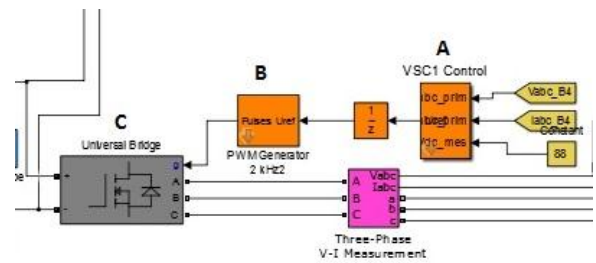 A
VSC1 Control
B
Vabc_B4
Iabc_B4
Constant
88
Vdc_mes
1
z
Pulses Uref
PWM Generator
2 kHz2
C
Universal Bridge
g
+
-
A
B
C
A
B
C
Vabc
Iabc
a
b
c
Three-Phase
V-I Measurement